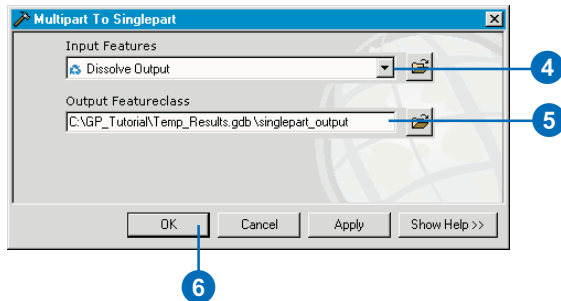 Multipart To Singlepart
Input Features
Dissolve Output
4
Output Featureclass
C:\GP_Tutorial\Temp_Results.gdb\singlepart_output
5
OK Cancel Apply Show Help >>
6